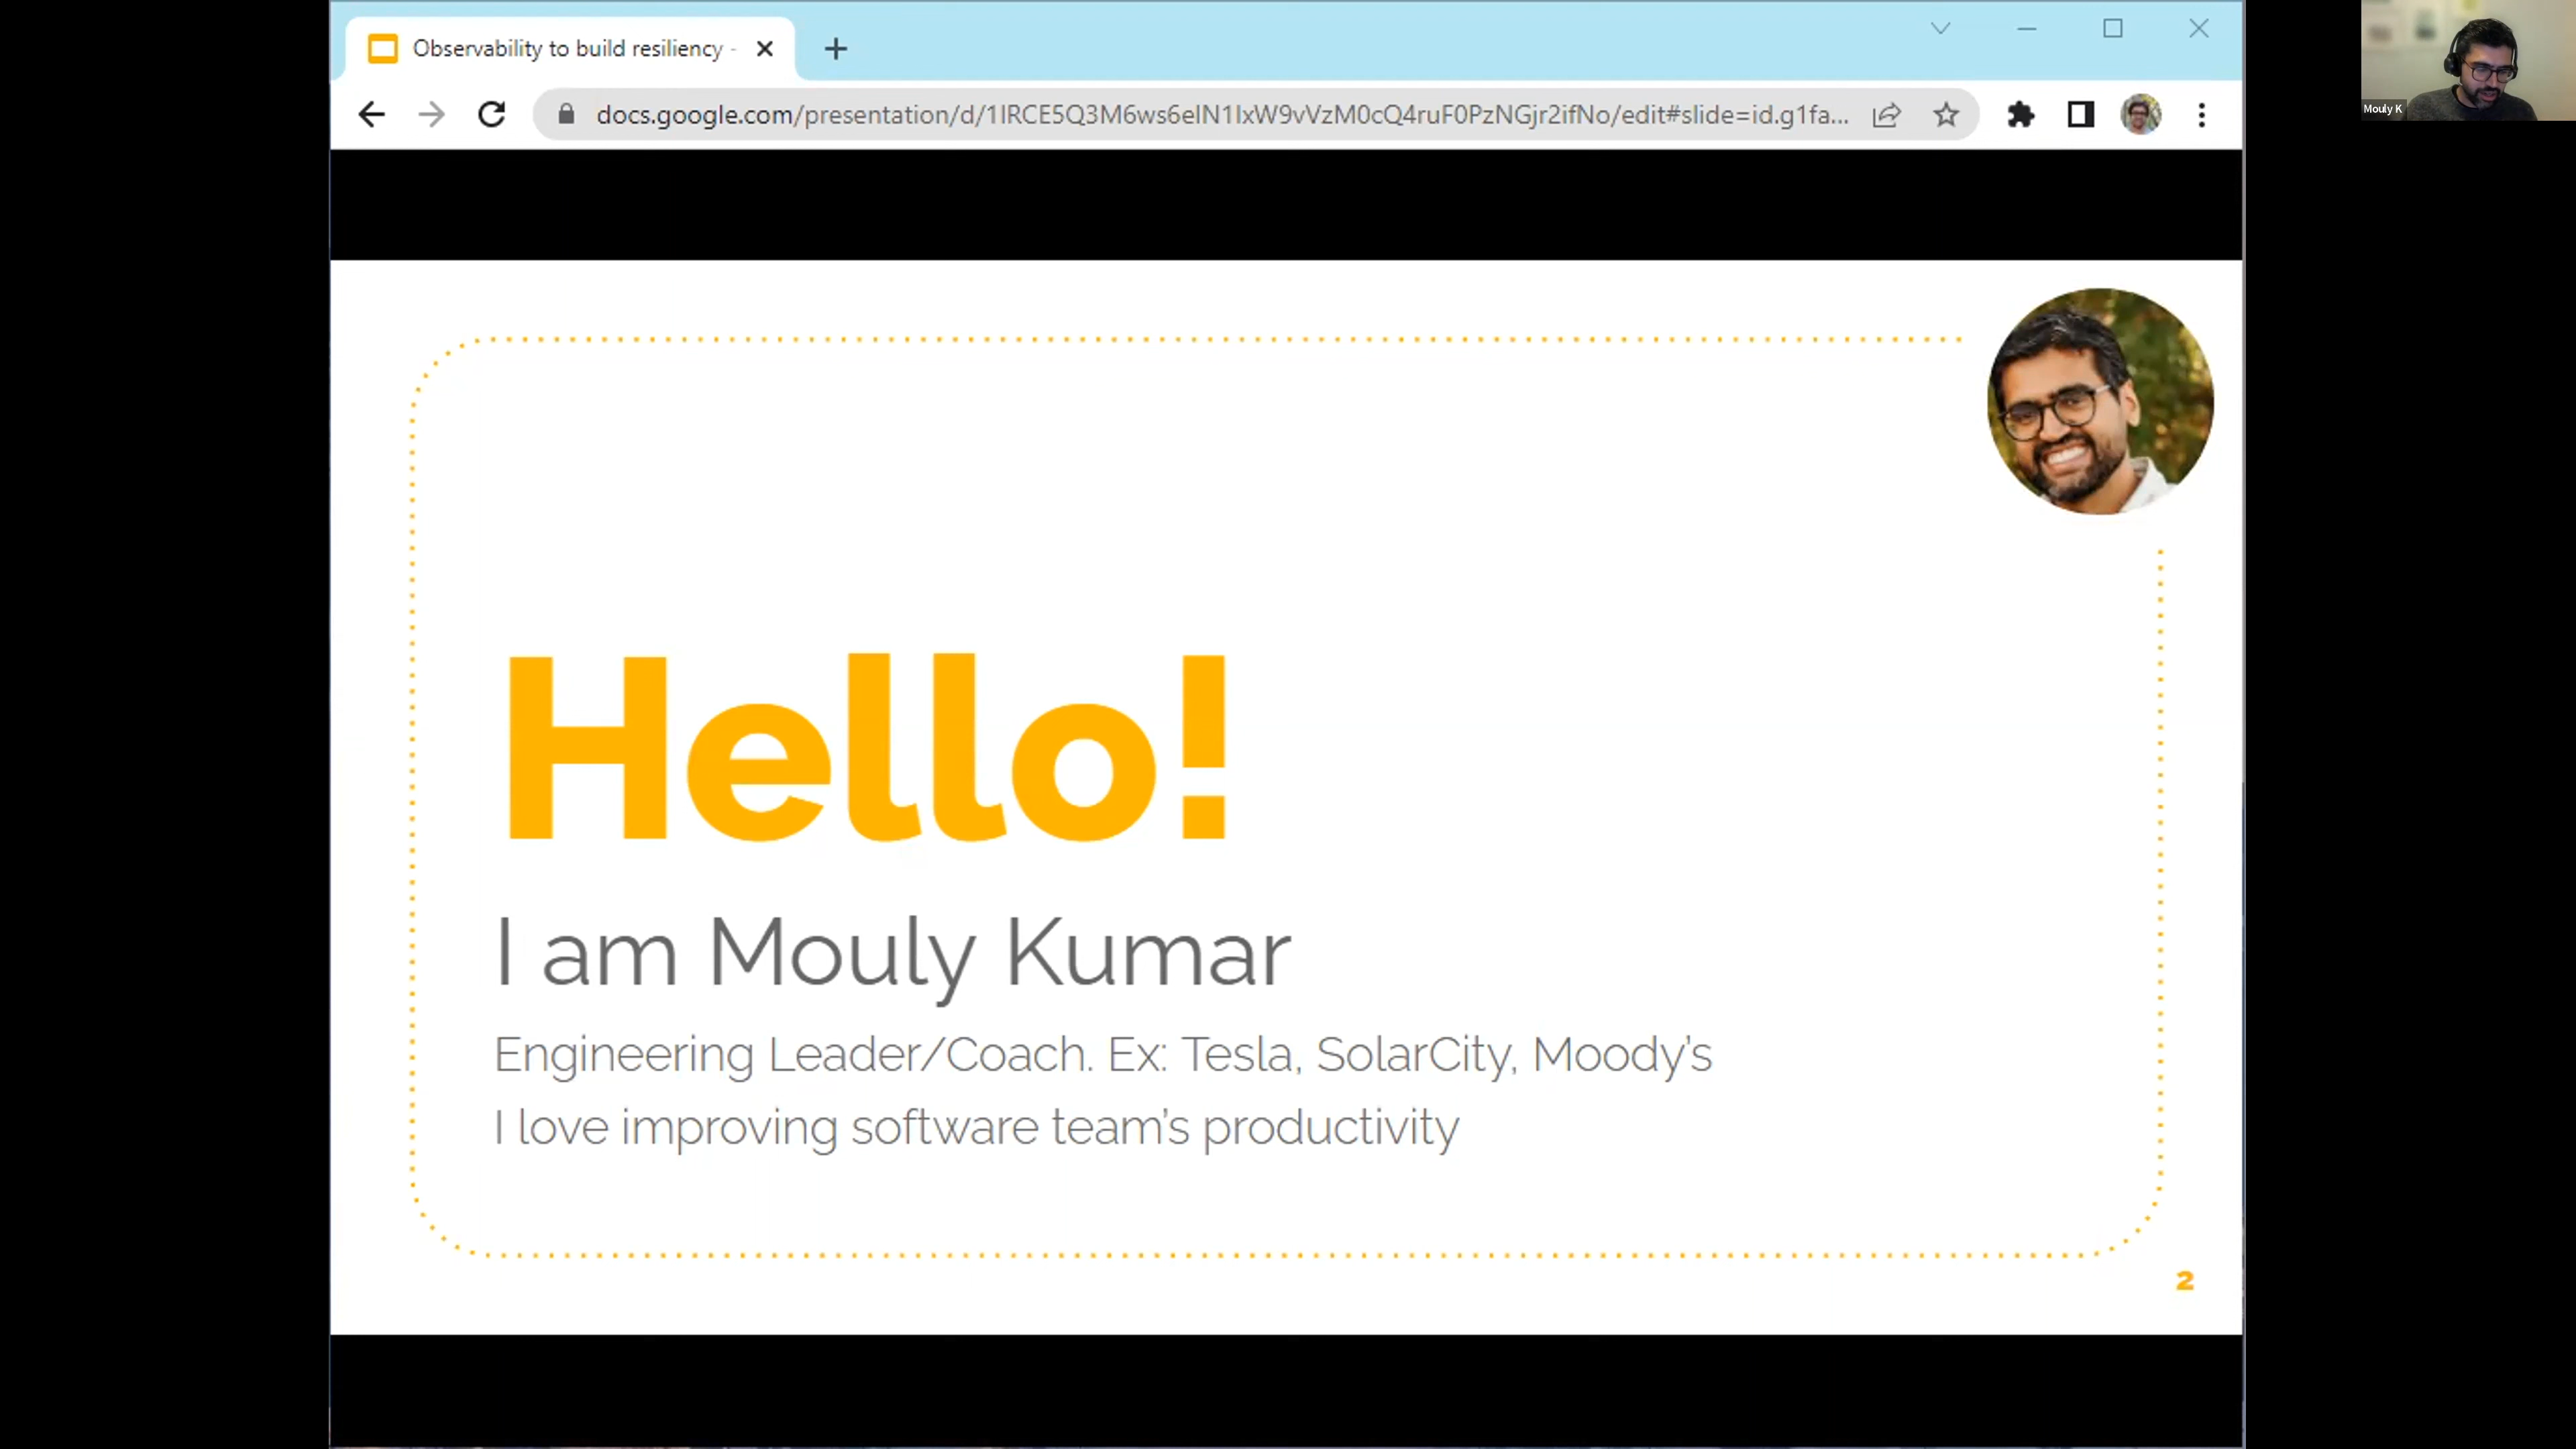 Observability to build resiliency -
docs.google.com/presentation/d/1IRCE5Q3M6ws6elN1IxW9vVzM0cQ4ruF0PzNGjr2ifNo/edit#slide=id.g1fa...
Mouly K
Hello!
I am Mouly Kumar
Engineering Leader/Coach. Ex: Tesla, SolarCity, Moody's
I love improving software team's productivity
2